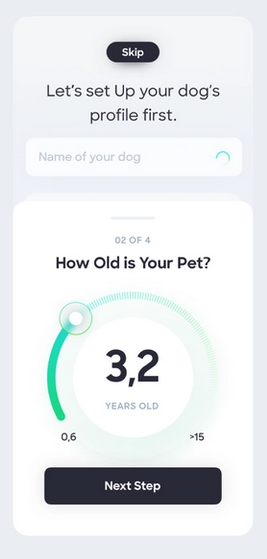 Skip
Let's set Up your dog's
profile first.
Name of your dog
02 OF 4
How Old is Your Pet?
3,2
YEARS OLD
0,6 >15
Next Step